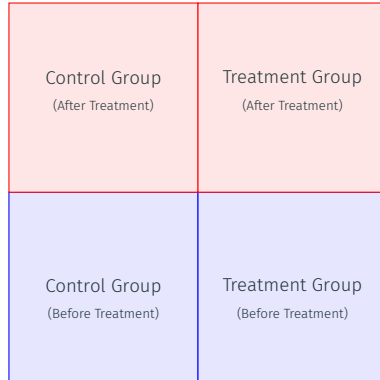 Control Group
(After Treatment)
Treatment Group
(After Treatment)
Control Group
(Before Treatment)
Treatment Group
(Before Treatment)